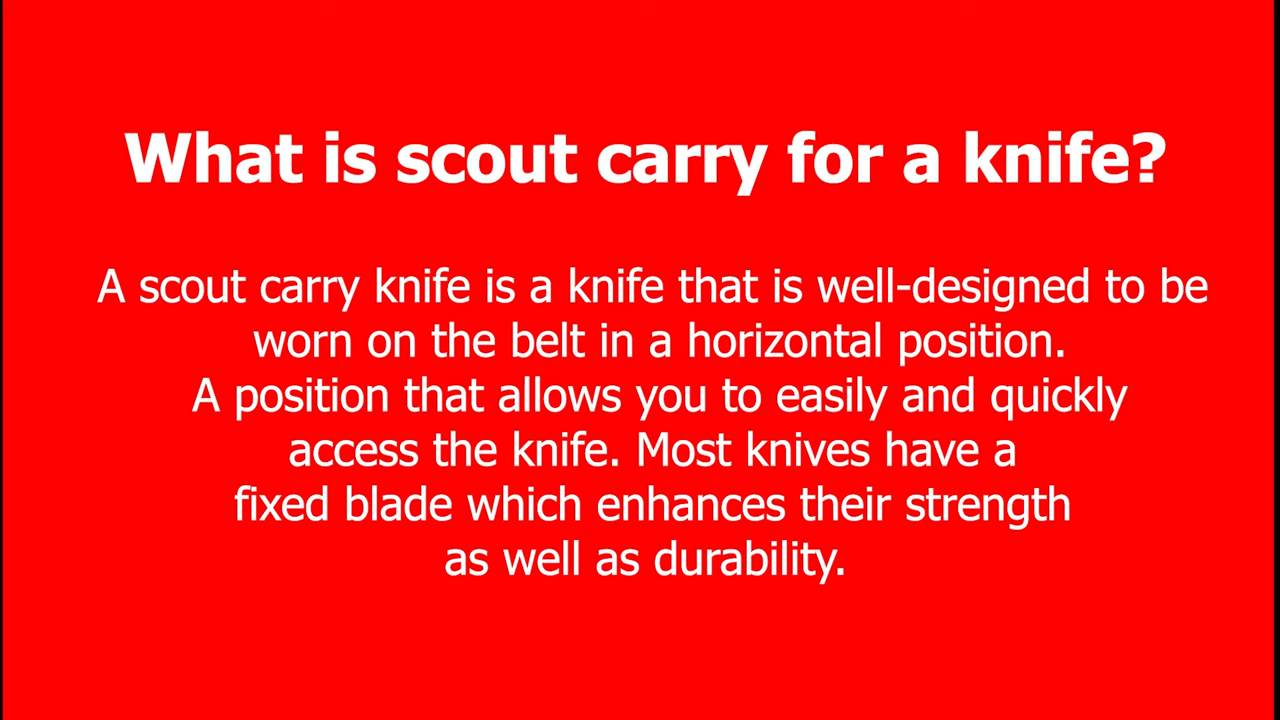 What is scout carry for a knife?
A scout carry knife is a knife that is well-designed to be
worn on the belt in a horizontal position.
A position that allows you to easily and quickly
access the knife. Most knives have a
fixed blade which enhances their strength
as well as durability.